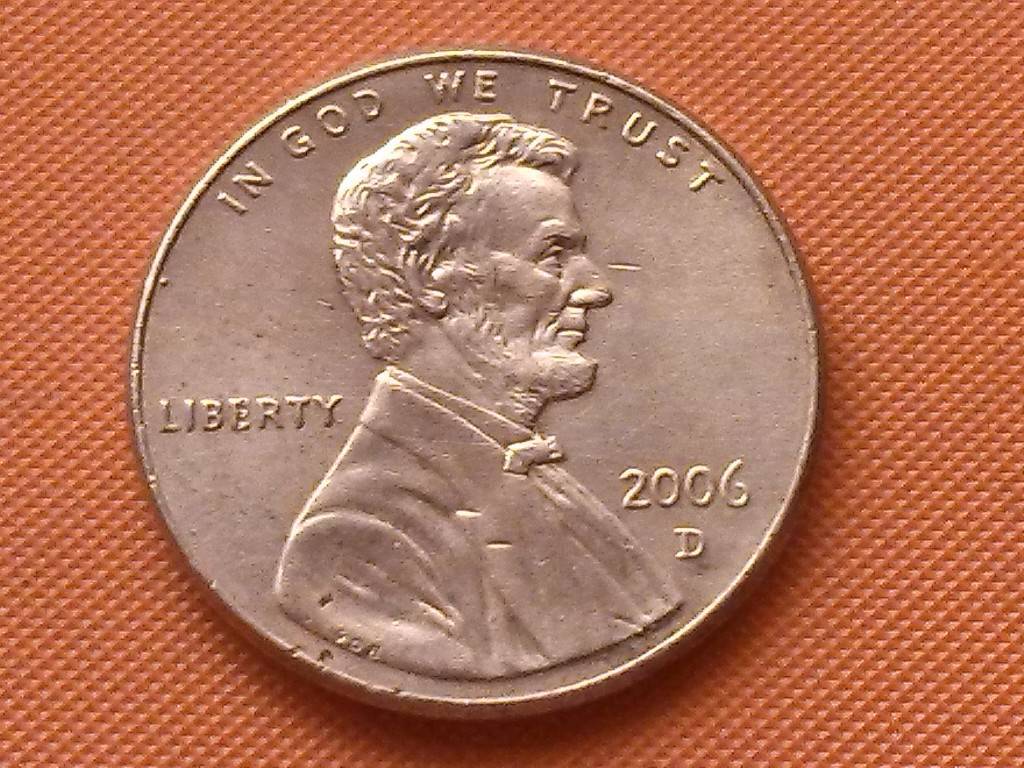 IN GOD WE TRUST
LIBERTY
2006
D